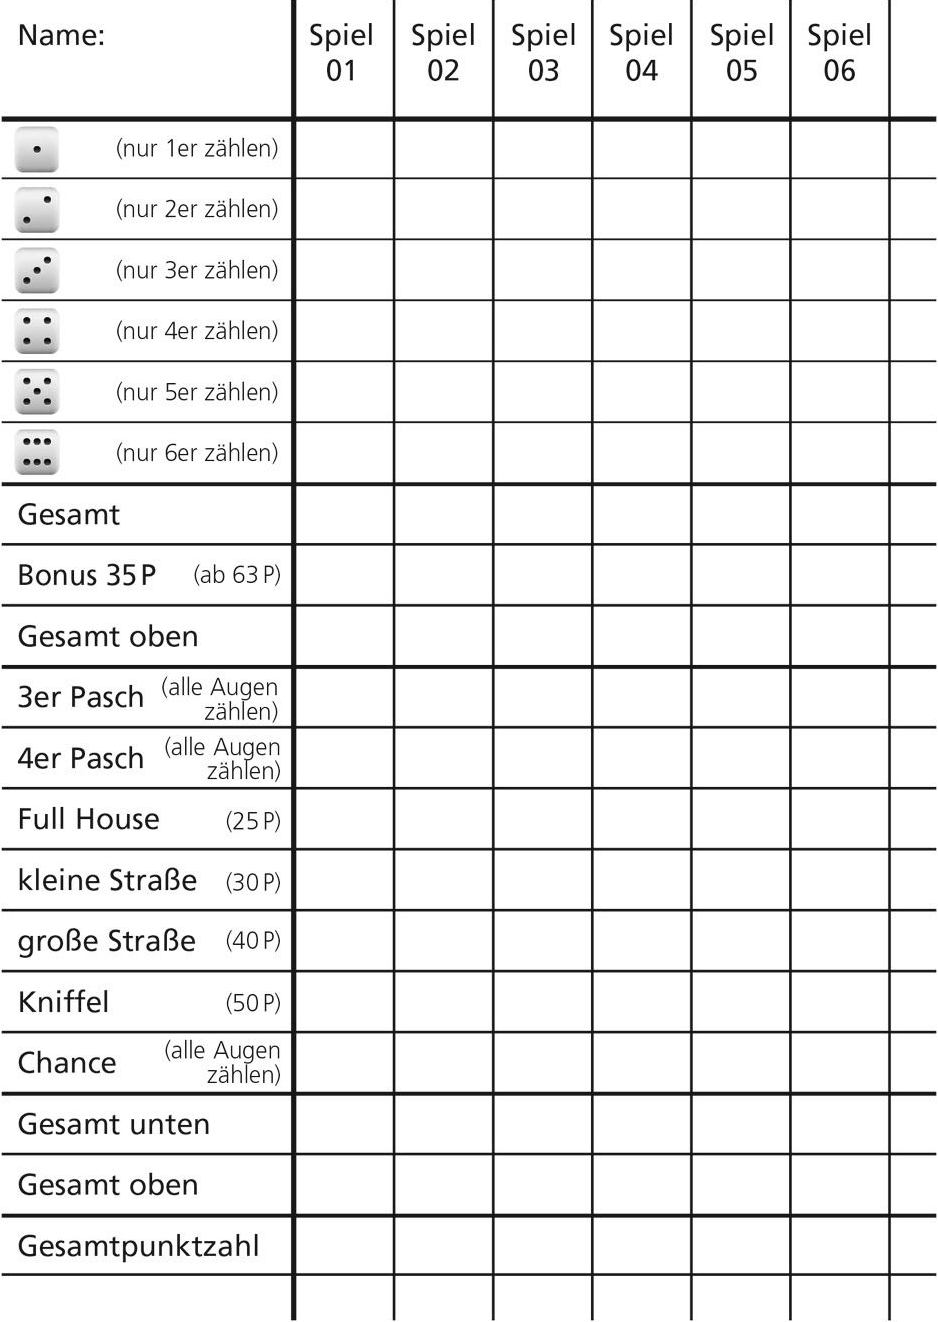 Name:
Spiel 01
Spiel 02
Spiel 03
Spiel 04
Spiel 05
Spiel 06
(nur 1er zählen)
(nur 2er zählen)
(nur 3er zählen)
(nur 4er zählen)
(nur 5er zählen)
(nur 6er zählen)
Gesamt
Bonus 35 P (ab 63 P)
Gesamt oben
3er Pasch (alle Augen
zählen)
4er Pasch (alle Augen
zählen)
Full House (25 P)
kleine Straße (30 P)
große Straße (40 P)
Kniffel (50 P)
Chance (alle Augen
zählen)
Gesamt unten
Gesamt oben
Gesamtpunktzahl